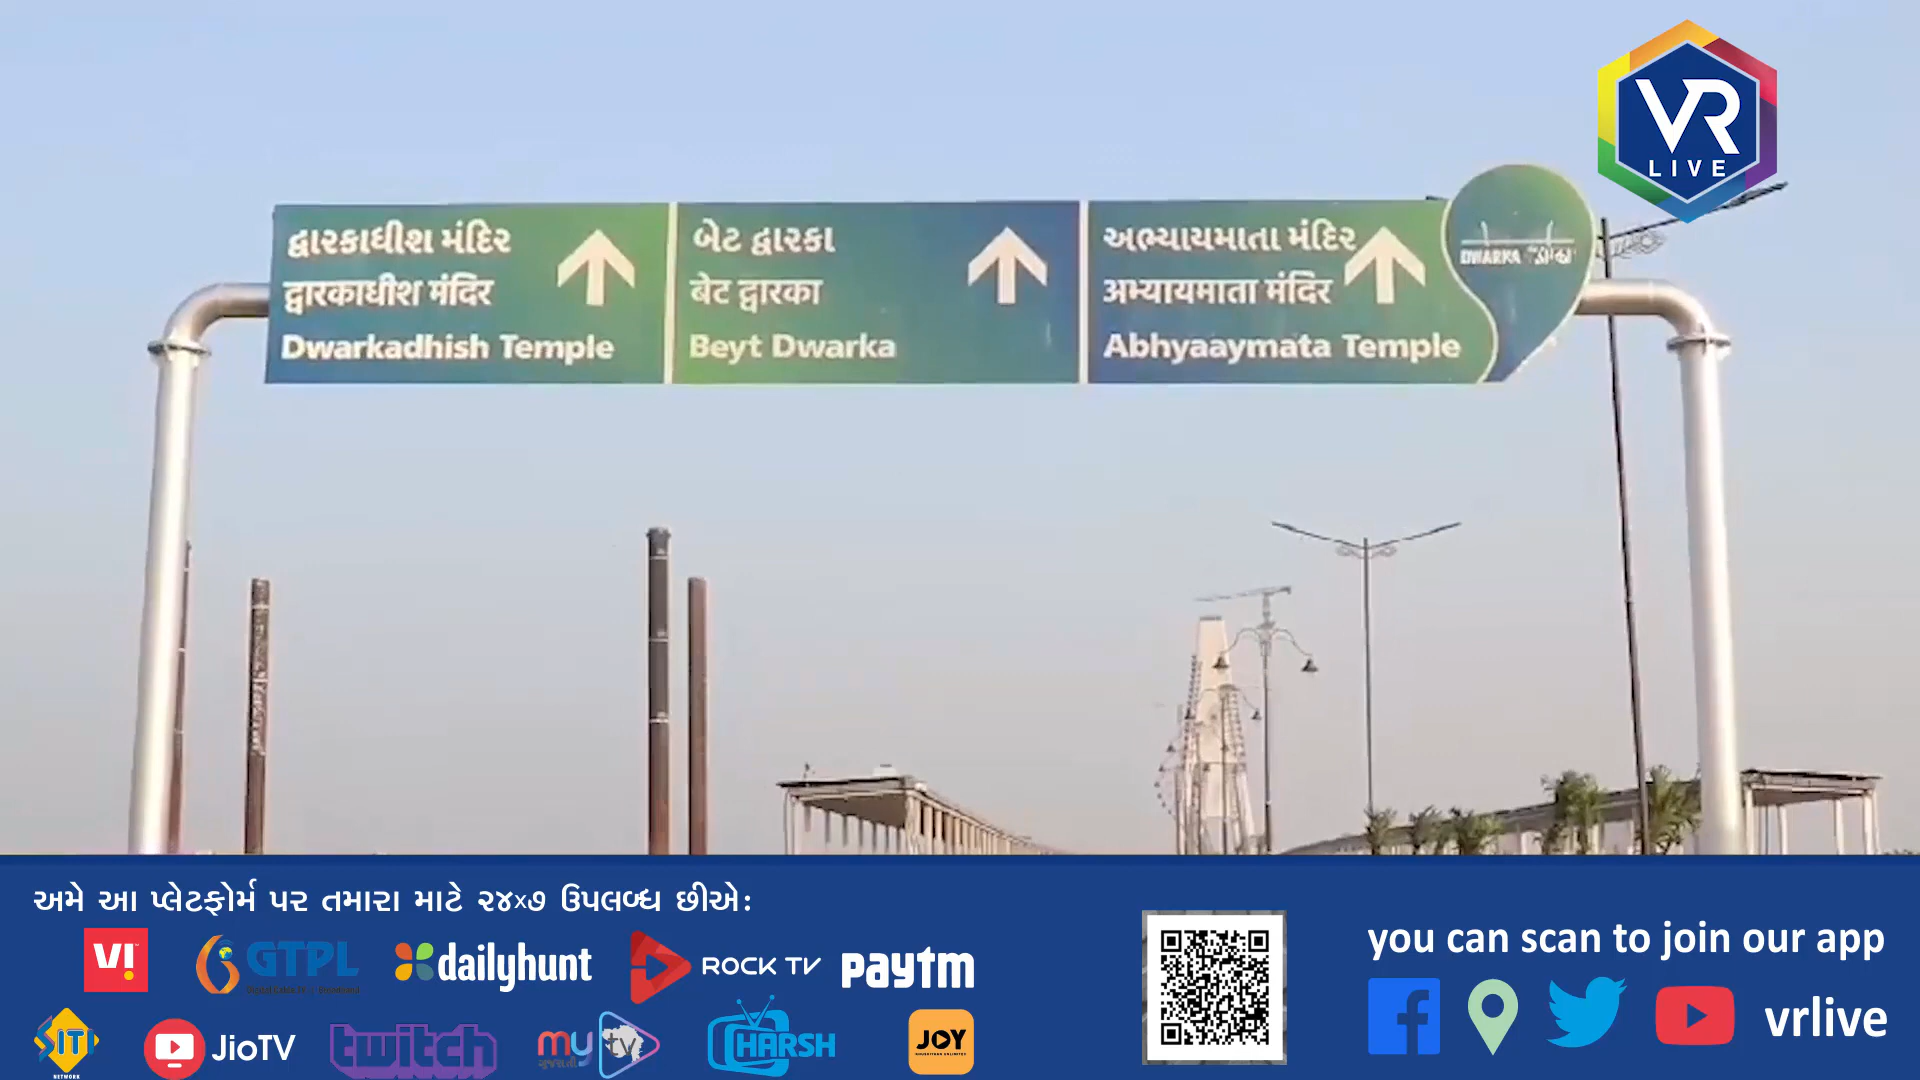 VR
LIVE
દ્વારકાધીશ મંદિર
द्वारकाधीश मंदिर
Dwarkadhish Temple
બેટ દ્વારકા
बेट द्वारका
Beyt Dwarka
અભ્યાયમાતા મંદિર
अभ्यायमाता मंदिर
Abhyaaymata Temple
DWARKA
અમે આ પ્લેટફોર્મ પર તમારા માટે ૨૪x૭ ઉપલબ્ધ છીએ:
VI
GTPL
dailyhunt
ROCK TV
paytm
SITI
NETWORK
JioTV
twitch
my tv
HARSH
JOY
you can scan to join our app
vrlive